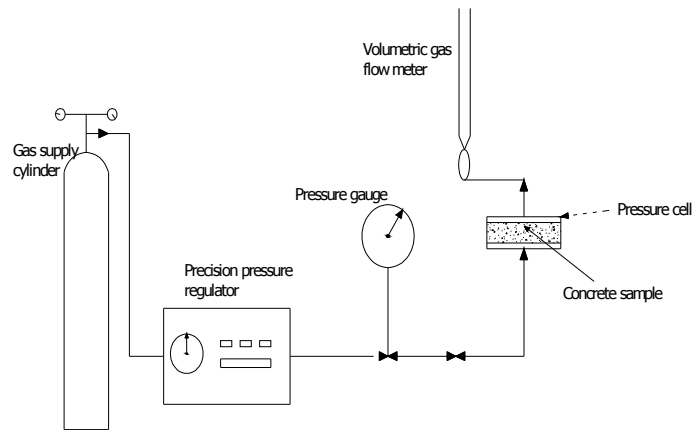 Volumetric gas
flow meter
Gas supply
cylinder
Pressure gauge
Pressure cell
Precision pressure
regulator
Concrete sample